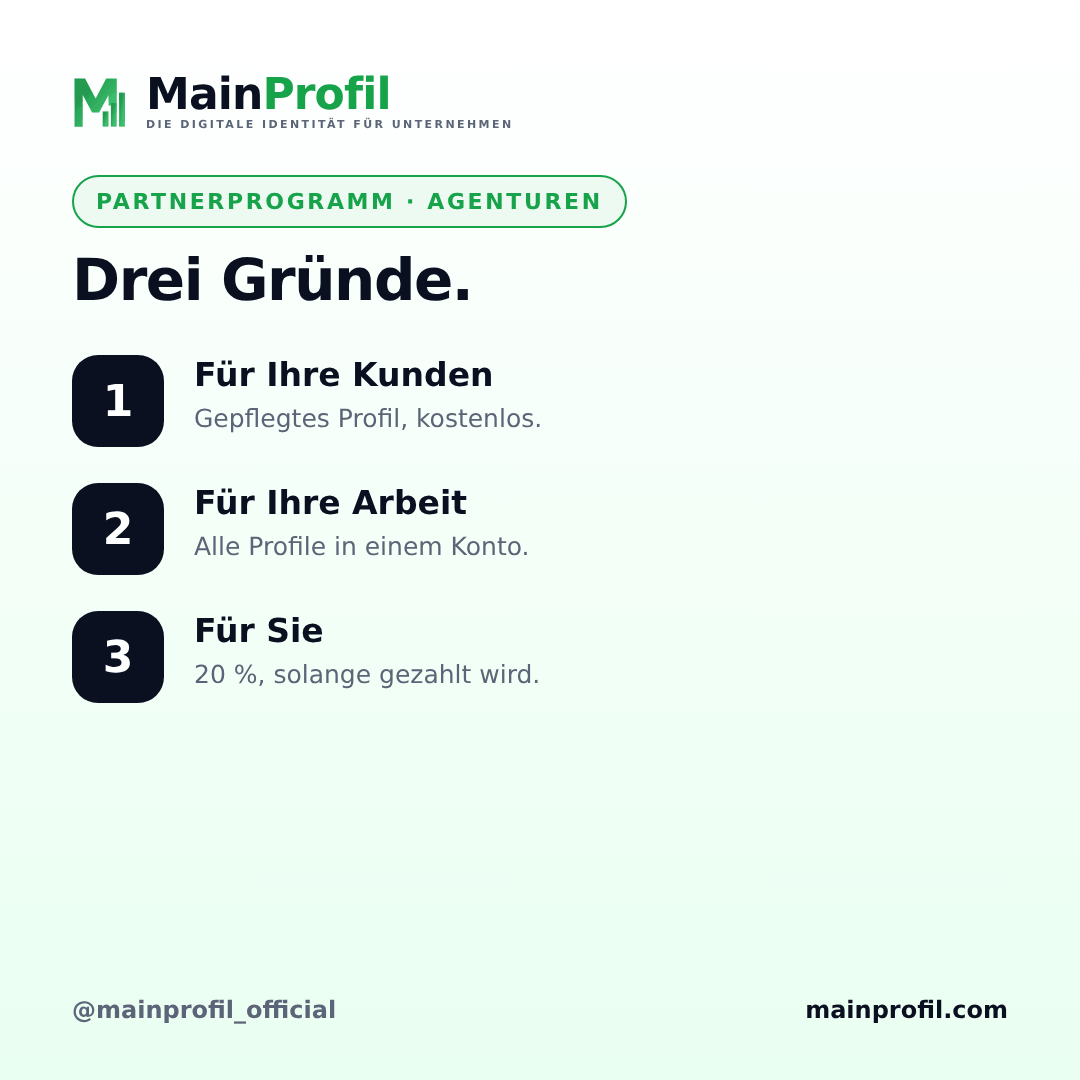 MainProfil
DIE DIGITALE IDENTITÄT FÜR UNTERNEHMEN
PARTNERPROGRAMM · AGENTUREN
Drei Gründe.
1
Für Ihre Kunden
Gepflegtes Profil, kostenlos.
2
Für Ihre Arbeit
Alle Profile in einem Konto.
3
Für Sie
20 %, solange gezahlt wird.
@mainprofil_official
mainprofil.com